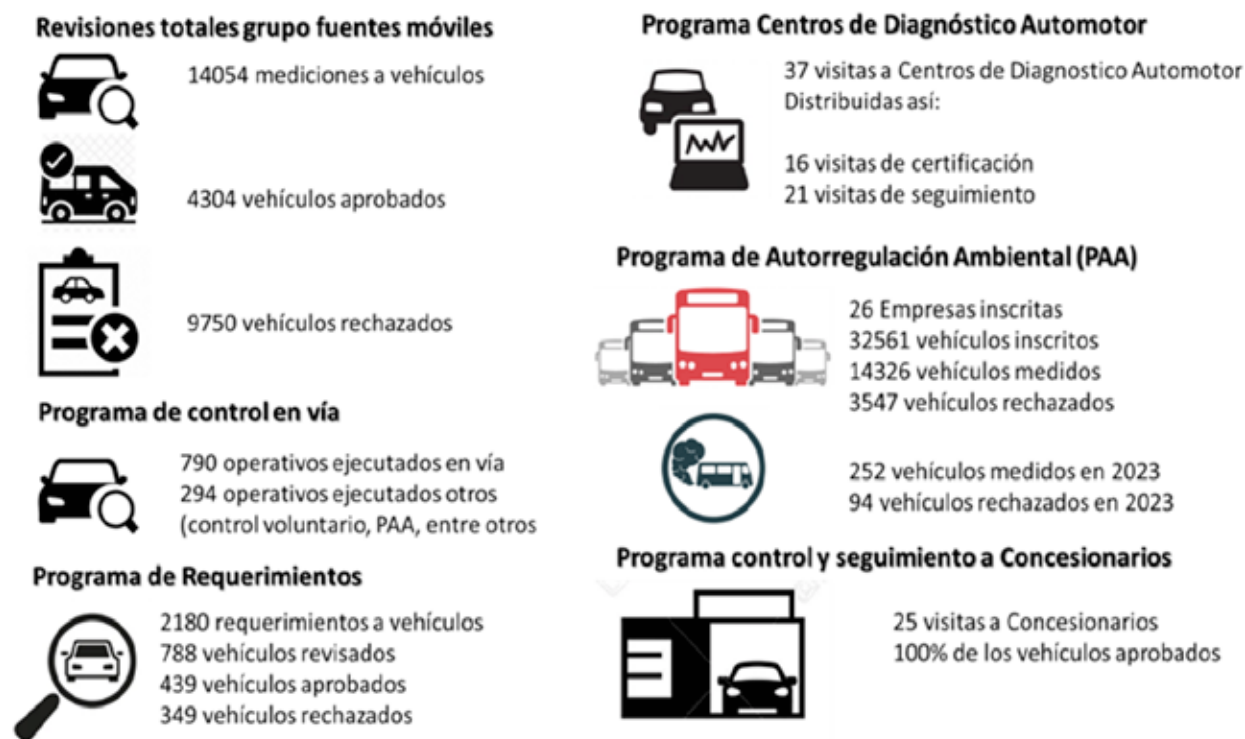 Revisiones totales grupo fuentes móviles
14054 mediciones a vehículos
4304 vehículos aprobados
9750 vehículos rechazados
Programa de control en vía
790 operativos ejecutados en vía
294 operativos ejecutados otros
(control voluntario, PAA, entre otros
Programa de Requerimientos
2180 requerimientos a vehículos
788 vehículos revisados
439 vehículos aprobados
349 vehículos rechazados
Programa Centros de Diagnóstico Automotor
37 visitas a Centros de Diagnostico Automotor
Distribuidas así:
16 visitas de certificación
21 visitas de seguimiento
Programa de Autorregulación Ambiental (PAA)
26 Empresas inscritas
32561 vehículos inscritos
14326 vehículos medidos
3547 vehículos rechazados
252 vehículos medidos en 2023
94 vehículos rechazados en 2023
Programa control y seguimiento a Concesionarios
25 visitas a Concesionarios
100% de los vehículos aprobados